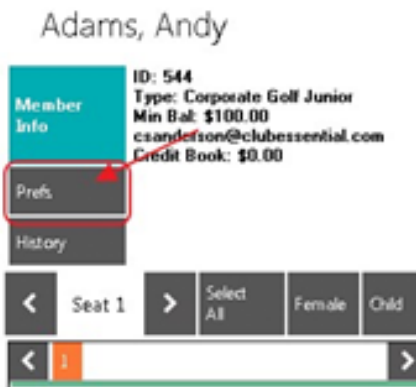 Adams, Andy
ID: 544
Type: Corporate Golf Junior
Min Bal: $100.00
csanderson@clubessential.com
Credit Book: $0.00
Member
Info
Prefs
History
< Seat 1 > Select All Female Child
< 1 >